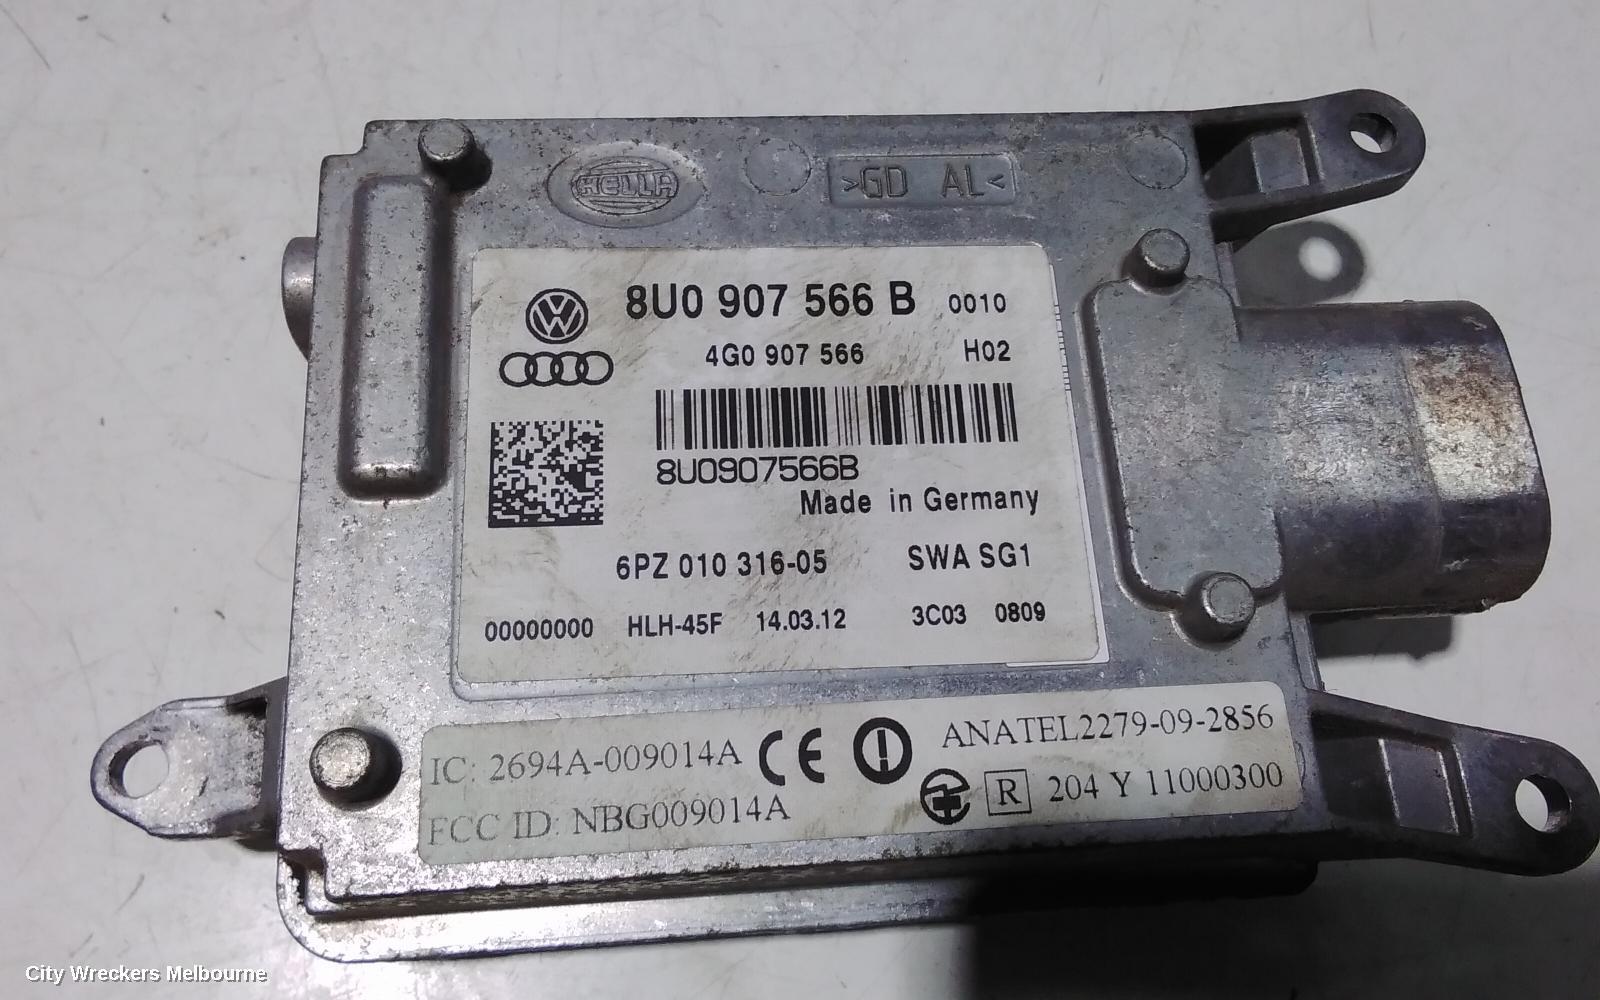 HELLA
>GD AL<
8U0 907 566 B 0010
4G0 907 566 H02
8U0907566B
Made in Germany
6PZ 010 316-05 SWA SG1
00000000 HLH-45F 14.03.12 3C03 0809
IC: 2694A-009014A CE ANATEL2279-09-2856
FCC ID: NBG009014A R 204 Y 11000300
City Wreckers Melbourne